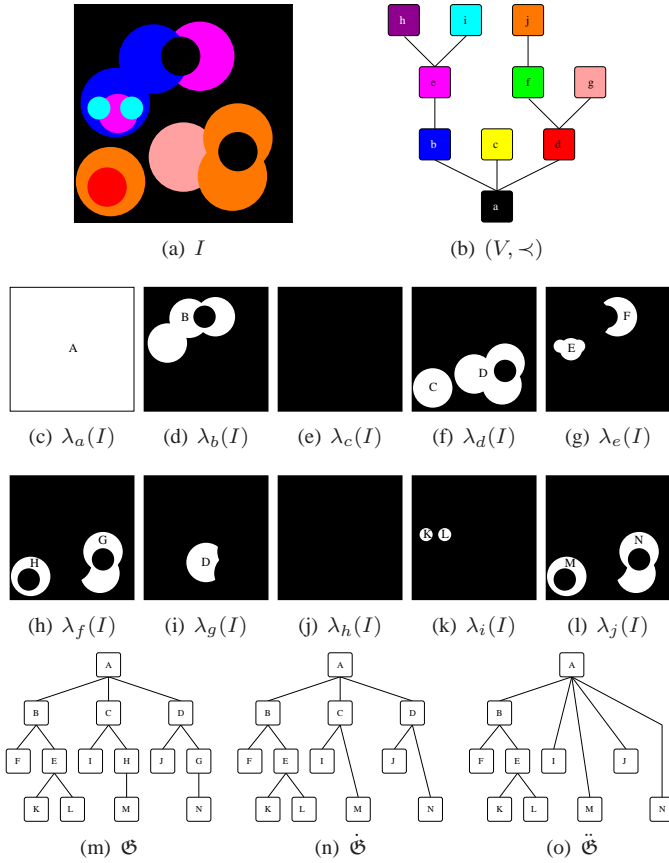 h i j
e f g
b c d
a
(a) I (b) (V, ≺)
A B C D E F
(c) λa(I) (d) λb(I) (e) λc(I) (f) λd(I) (g) λe(I)
H G D K L M N
(h) λf(I) (i) λg(I) (j) λh(I) (k) λi(I) (l) λj(I)
A A A
B C D B C D B
F E I H J G F E I J F E I J
K L M N K L M N K L M N
(m) 𝔊 (n) 𝔊̇ (o) 𝔊̈